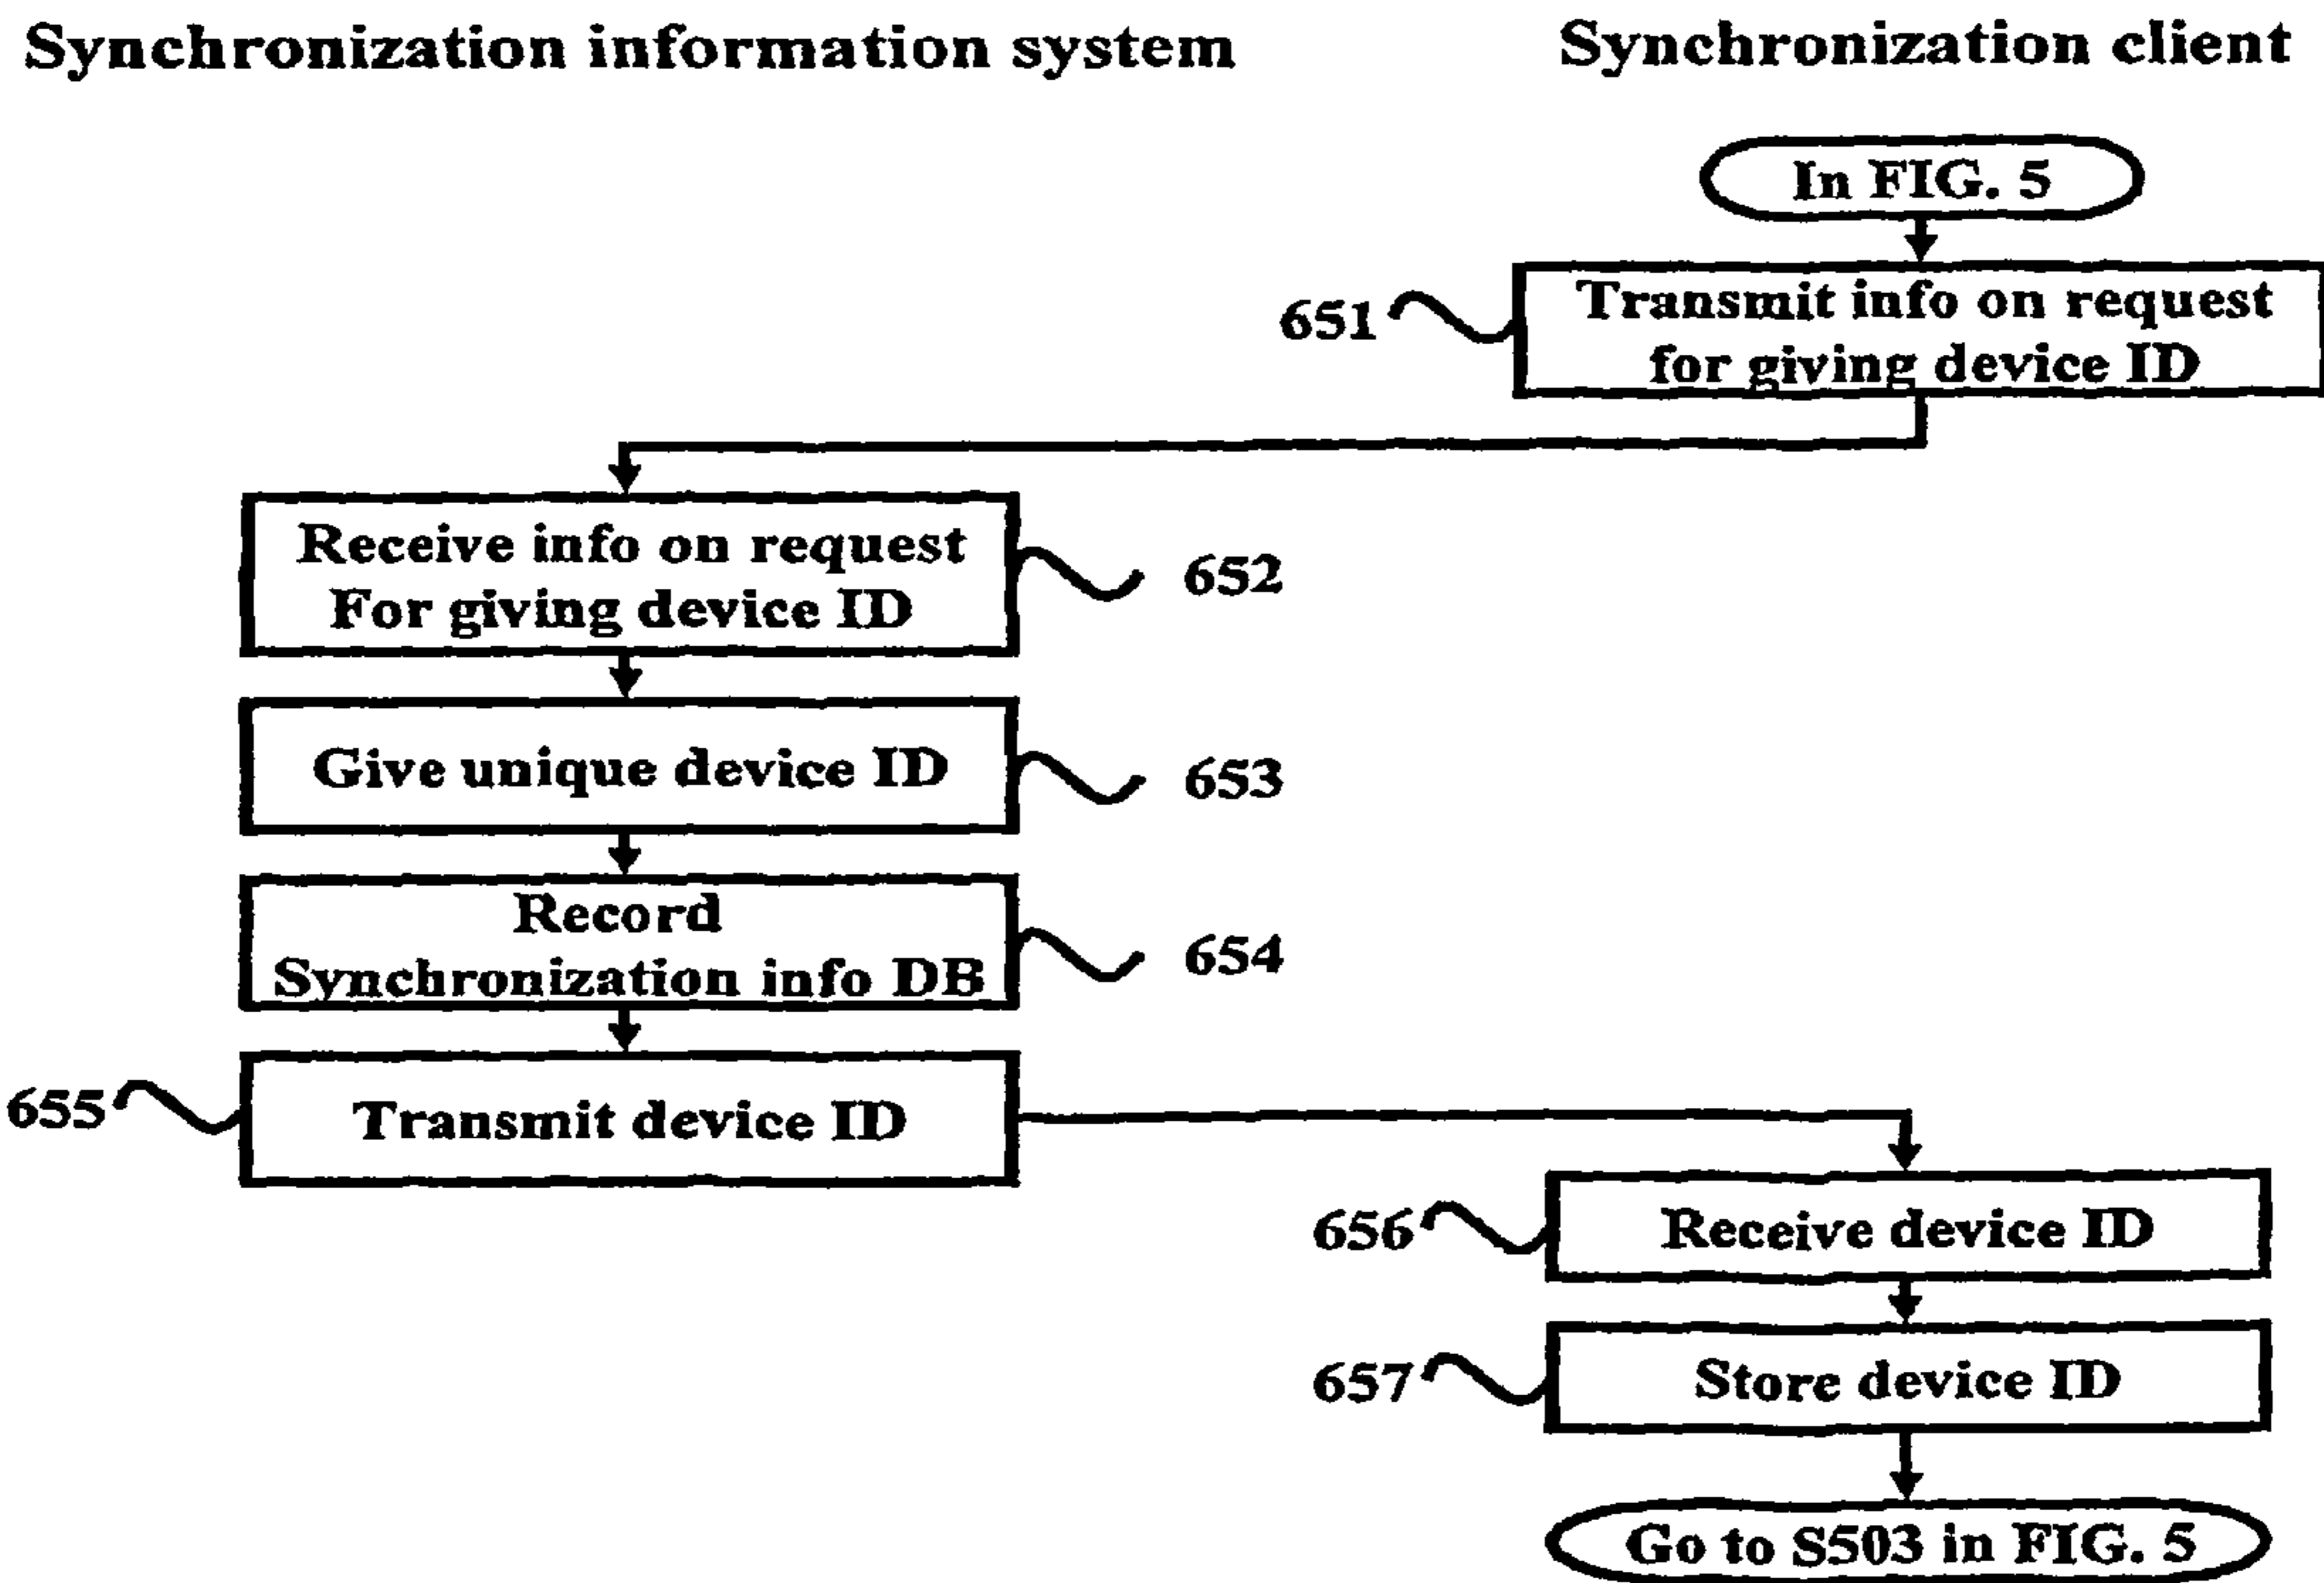 Synchronization information system
Synchronization client
In FIG. 5
651
Transmit info on request
for giving device ID
Receive info on request
For giving device ID
652
Give unique device ID
653
Record
Synchronization info DB
654
655
Transmit device ID
656
Receive device ID
657
Store device ID
Go to S503 in FIG. 5